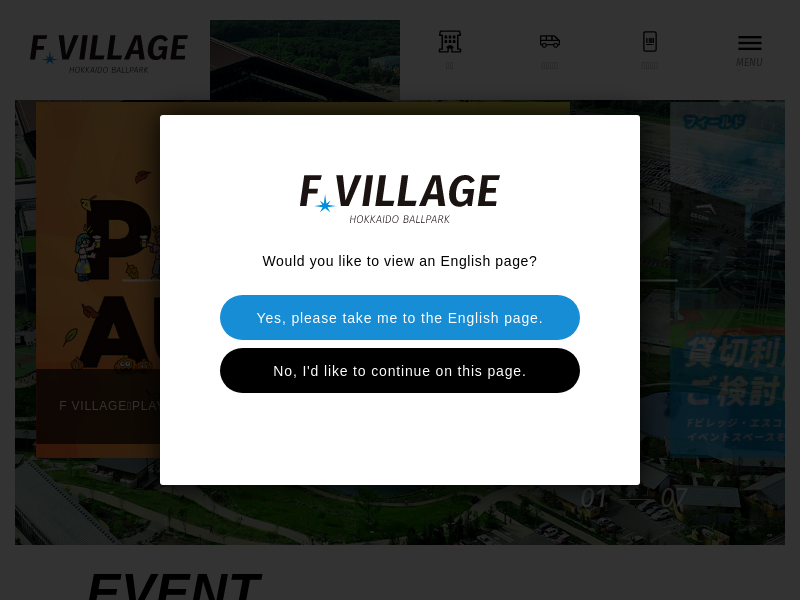 F VILLAGE
HOKKAIDO BALLPARK
MENU
フィールド
F VILLAGE
HOKKAIDO BALLPARK
Would you like to view an English page?
Yes, please take me to the English page.
No, I'd like to continue on this page.
P
F VILLAGE
貸切利
ご検討
Fビレッジ・エスコ
イベントスペースを
01 — 07
EVENT